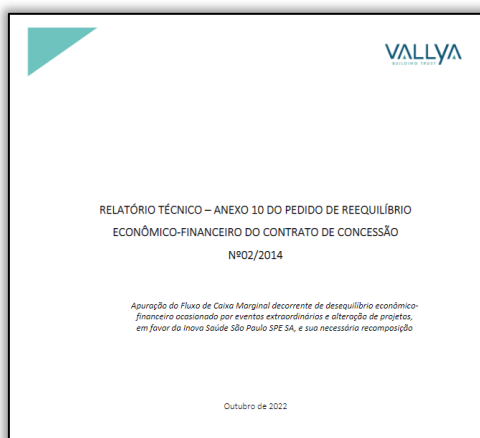 VALLYA
BUILDING TRUST
RELATÓRIO TÉCNICO – ANEXO 10 DO PEDIDO DE REEQUILÍBRIO
ECONÔMICO-FINANCEIRO DO CONTRATO DE CONCESSÃO
Nº02/2014
Apuração do Fluxo de Caixa Marginal decorrente de desequilíbrio econômico-
financeiro ocasionado por eventos extraordinários e alteração de projetos,
em favor da Inova Saúde São Paulo SPE SA, e sua necessária recomposição
Outubro de 2022